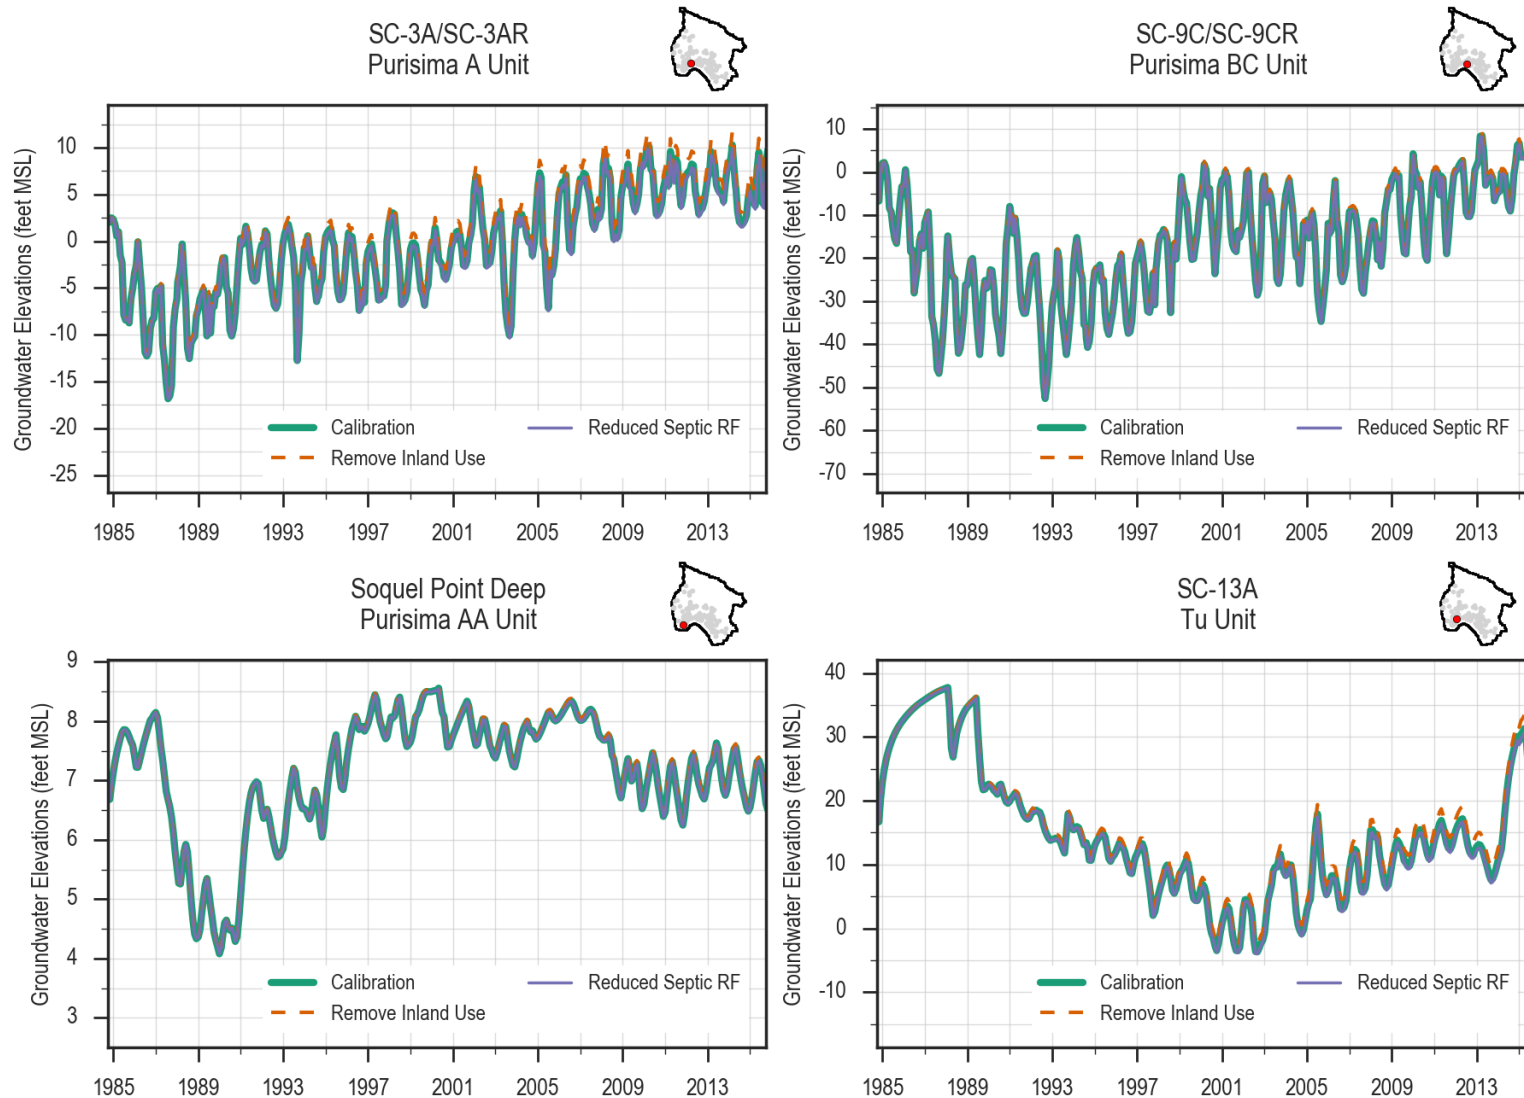 SC-3A/SC-3AR
Purisima A Unit
Groundwater Elevations (feet MSL)
10
5
0
-5
-10
-15
-20
-25
Calibration
Reduced Septic RF
Remove Inland Use
1985 1989 1993 1997 2001 2005 2009 2013
SC-9C/SC-9CR
Purisima BC Unit
Groundwater Elevations (feet MSL)
10
0
-10
-20
-30
-40
-50
-60
-70
Calibration
Reduced Septic RF
Remove Inland Use
1985 1989 1993 1997 2001 2005 2009 2013
Soquel Point Deep
Purisima AA Unit
Groundwater Elevations (feet MSL)
9
8
7
6
5
4
3
Calibration
Reduced Septic RF
Remove Inland Use
1985 1989 1993 1997 2001 2005 2009 2013
SC-13A
Tu Unit
Groundwater Elevations (feet MSL)
40
30
20
10
0
-10
Calibration
Reduced Septic RF
Remove Inland Use
1985 1989 1993 1997 2001 2005 2009 2013